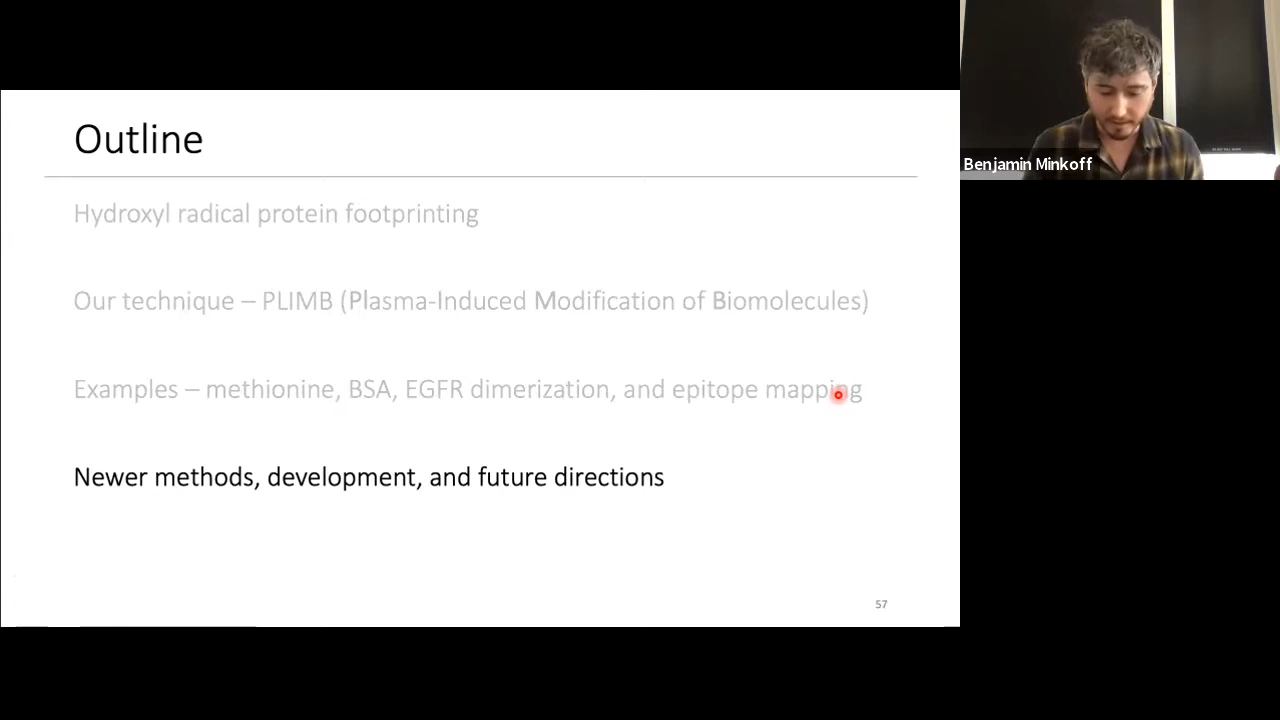 Outline
Hydroxyl radical protein footprinting
Our technique – PLIMB (Plasma-Induced Modification of Biomolecules)
Examples – methionine, BSA, EGFR dimerization, and epitope mapping
Newer methods, development, and future directions
57
Benjamin Minkoff